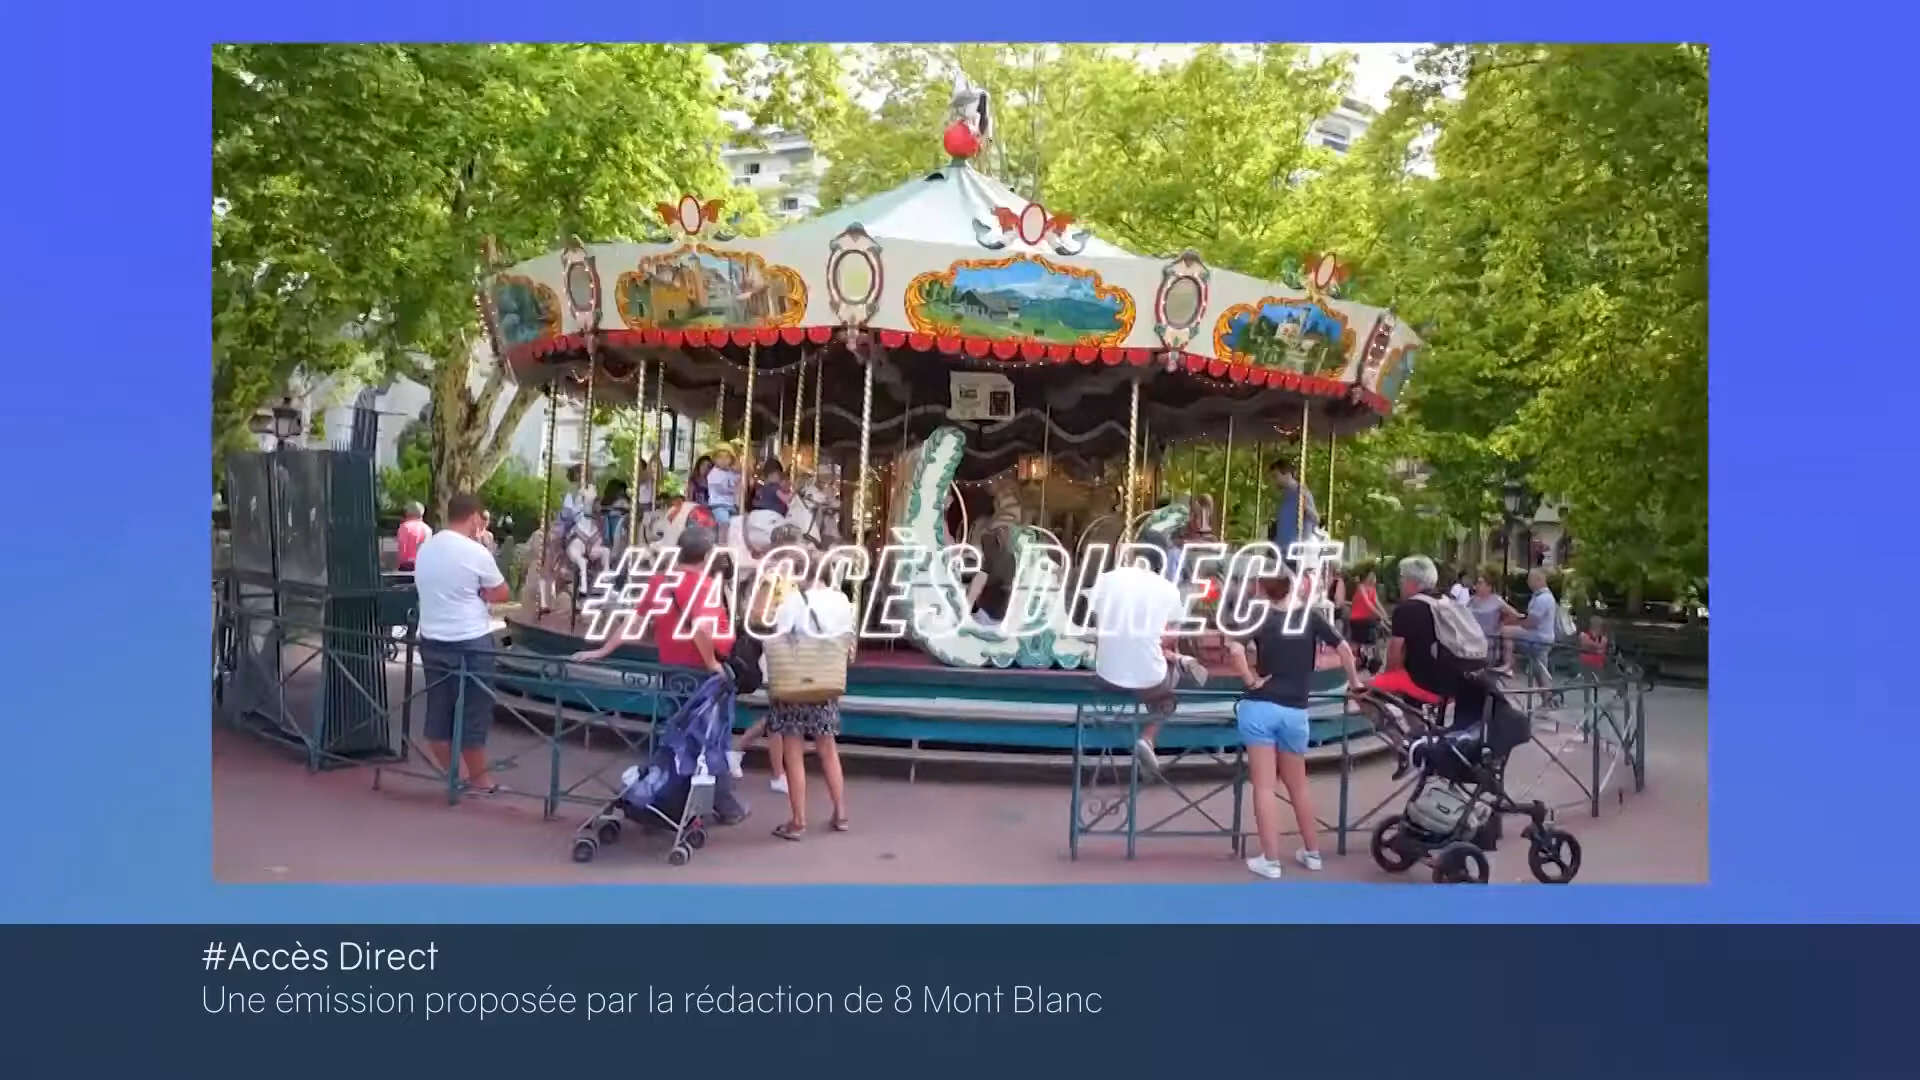 #ACCÈS DIRECT
#Accès Direct
Une émission proposée par la rédaction de 8 Mont Blanc